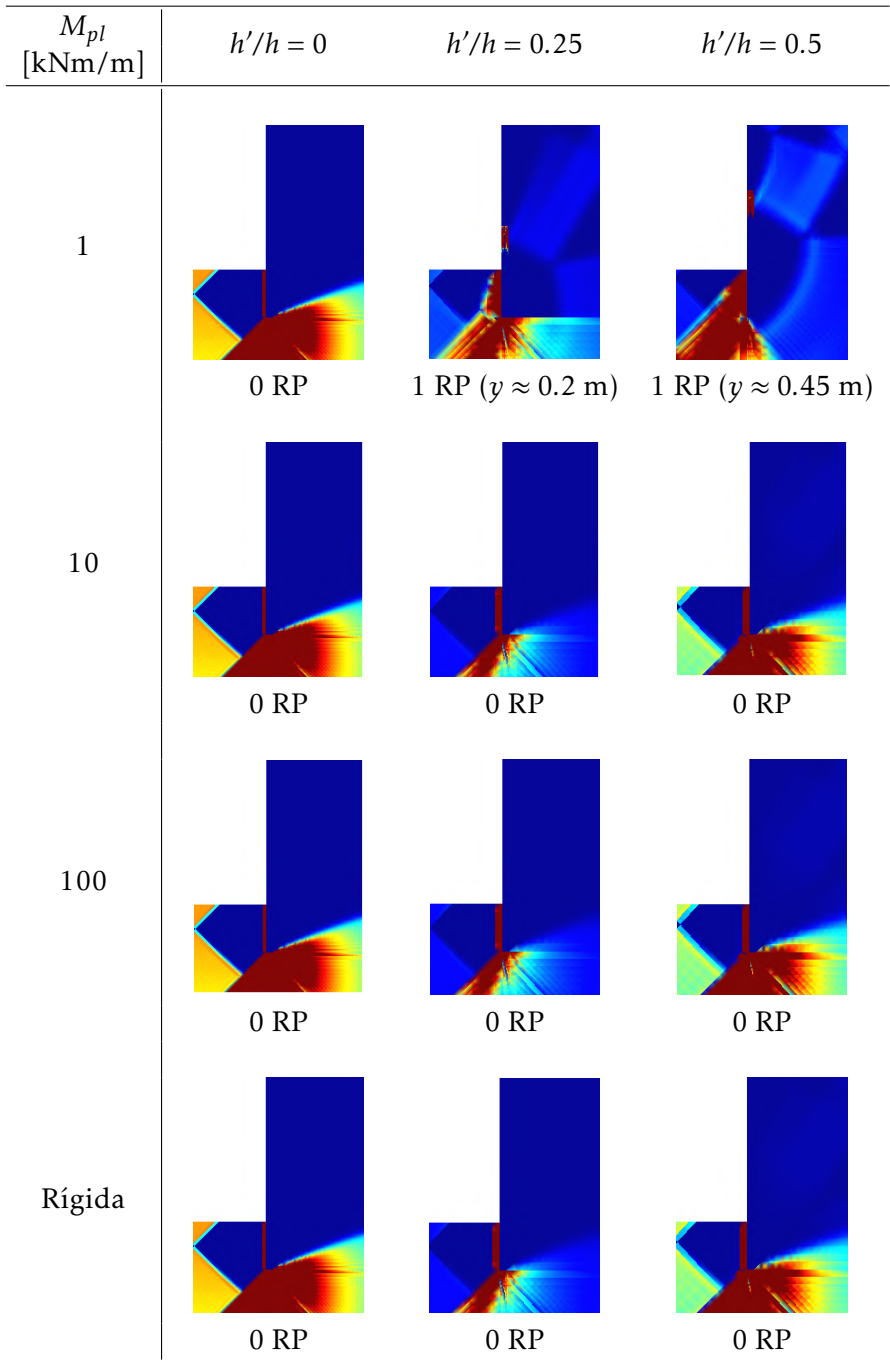 M_pl [kNm/m] h'/h = 0 h'/h = 0.25 h'/h = 0.5
1
0 RP 1 RP (y ≈ 0.2 m) 1 RP (y ≈ 0.45 m)
10
0 RP 0 RP 0 RP
100
0 RP 0 RP 0 RP
Rígida
0 RP 0 RP 0 RP